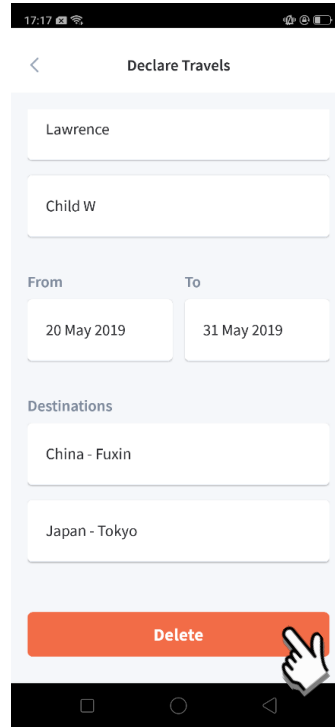 17:17
Declare Travels
Lawrence
Child W
From To
20 May 2019 31 May 2019
Destinations
China - Fuxin
Japan - Tokyo
Delete